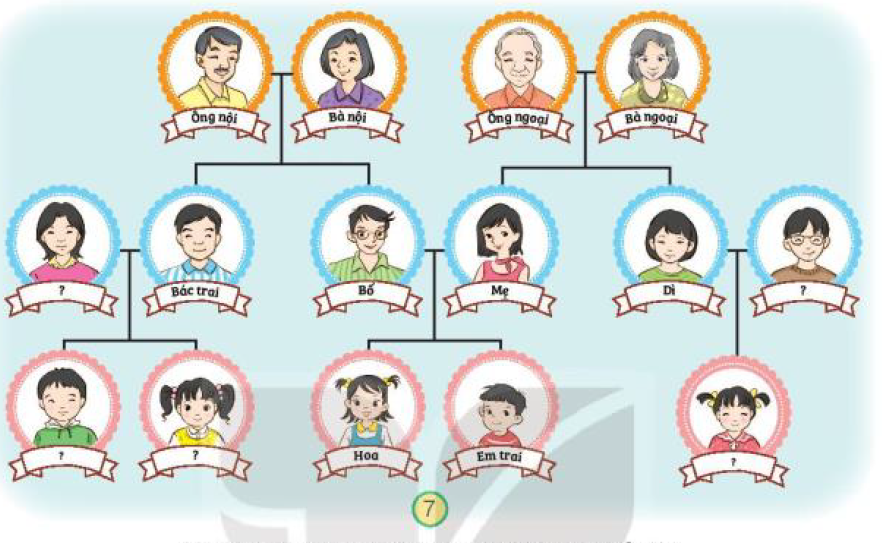 Ông nội
Bà nội
Ông ngoại
Bà ngoại
?
Bác trai
Bố
Mẹ
Dì
?
?
?
Hoa
Em trai
?
7